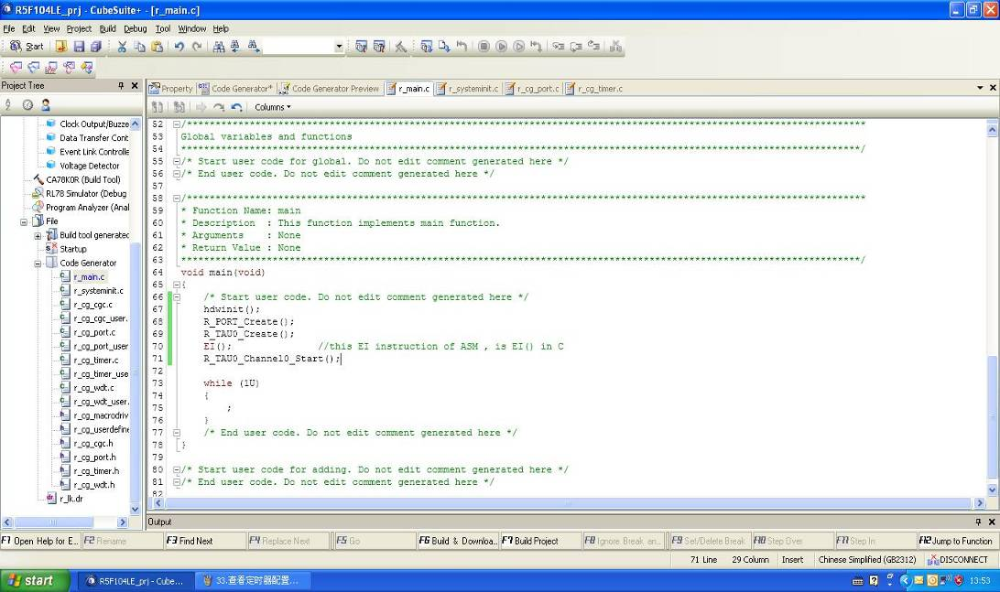 R5F104LE_prj - CubeSuite+ - [r_main.c]
File Edit View Project Build Debug Tool Window Help
Start
Project Tree
Property Code Generator* Code Generator Preview r_main.c r_systeminit.c r_cg_port.c r_cg_timer.c
Columns
Clock Output/Buzze
Data Transfer Cont
Event Link Controlle
Voltage Detector
CA78K0R (Build Tool)
RL78 Simulator (Debug
Program Analyzer (Anal
File
Build tool generated
Startup
Code Generator
r_main.c
r_systeminit.c
r_cg_cgc.c
r_cg_cgc_user.
r_cg_port.c
r_cg_port_user
r_cg_timer.c
r_cg_timer_use
r_cg_wdt.c
r_cg_wdt_user.
r_cg_macrodriv
r_cg_userdefine
r_cg_cgc.h
r_cg_port.h
r_cg_timer.h
r_cg_wdt.h
r_lk.dr
52 /***********************************************************************************************************************
53 Global variables and functions
54 ***********************************************************************************************************************/
55 /* Start user code for global. Do not edit comment generated here */
56 /* End user code. Do not edit comment generated here */
57
58 /***********************************************************************************************************************
59 * Function Name: main
60 * Description  : This function implements main function.
61 * Arguments    : None
62 * Return Value : None
63 ***********************************************************************************************************************/
64 void main(void)
65 {
66     /* Start user code. Do not edit comment generated here */
67     hdwinit();
68     R_PORT_Create();
69     R_TAU0_Create();
70     EI();               //this EI instruction of ASM , is EI() in C
71     R_TAU0_Channel0_Start();
72
73     while (1U)
74     {
75         ;
76     }
77     /* End user code. Do not edit comment generated here */
78 }
79
80 /* Start user code for adding. Do not edit comment generated here */
81 /* End user code. Do not edit comment generated here */
82
Output
F1 Open Help for E... F2 Rename F3 Find Next F4 Replace Next F5 Go F6 Build & Downloa.. F7 Build Project F8 Ignore Break an... F9 Set/Delete Break F10 Step Over F11 Step In F12 Jump to Function
71 Line 29 Column Insert Chinese Simplified (GB2312) DISCONNECT
start R5F104LE_prj - Cube... 33.查看定时器配置... 13:53